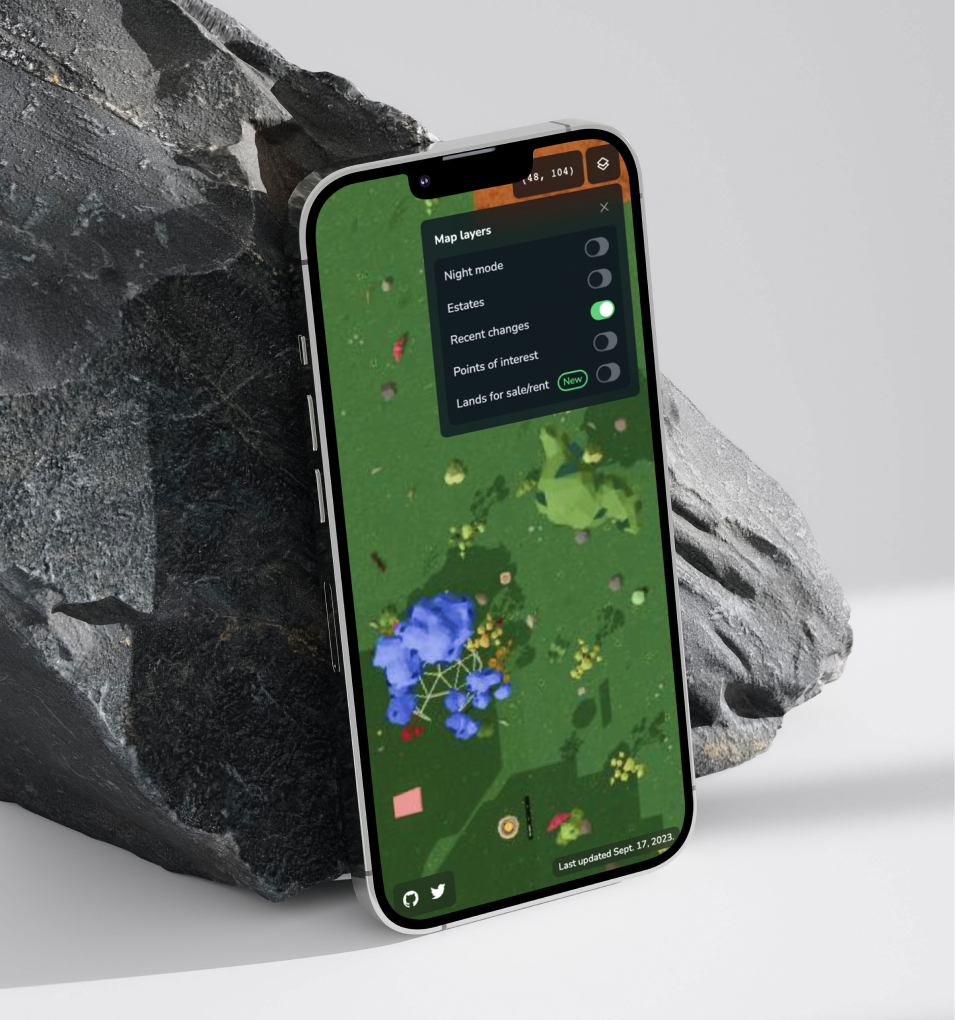 (48, 104)
Map layers
Night mode
Estates
Recent changes
Points of interest
Lands for sale/rent New
Last updated Sept. 17, 2023.